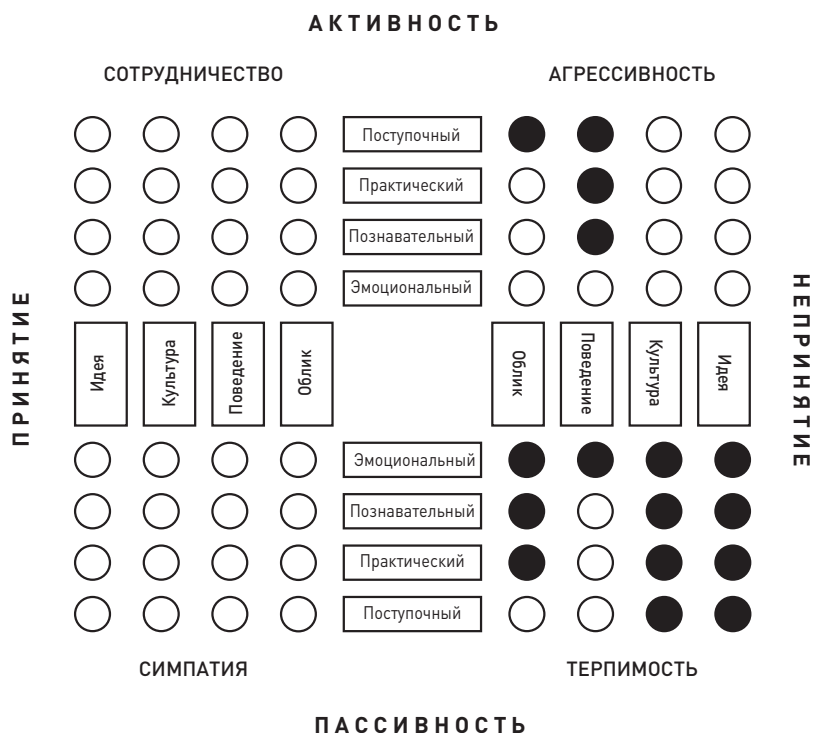 АКТИВНОСТЬ
СОТРУДНИЧЕСТВО
АГРЕССИВНОСТЬ
Поступочный
Практический
Познавательный
Эмоциональный
ПРИНЯТИЕ
Идея
Культура
Поведение
Облик
Облик
Поведение
Культура
Идея
НЕПРИНЯТИЕ
Эмоциональный
Познавательный
Практический
Поступочный
СИМПАТИЯ
ТЕРПИМОСТЬ
ПАССИВНОСТЬ